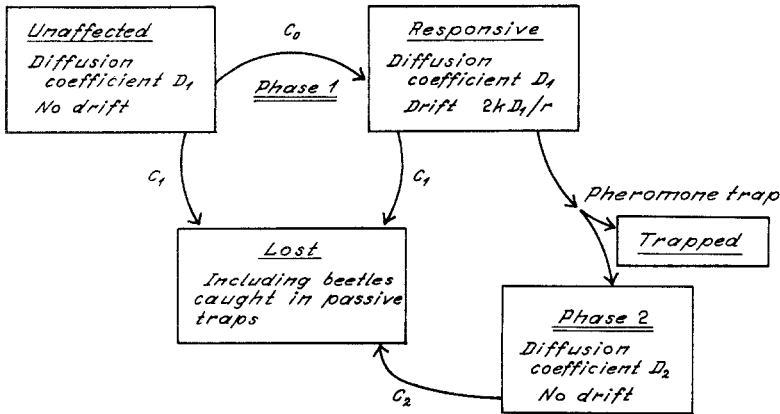 Unaffected
Diffusion
coefficient D₁
No drift
C₀
Phase 1
Responsive
Diffusion
coefficient D₁
Drift 2kD₁/r
C₁
C₁
Pheromone trap
Trapped
Lost
Including beetles
caught in passive
traps
Phase 2
Diffusion
coefficient D₂
No drift
C₂